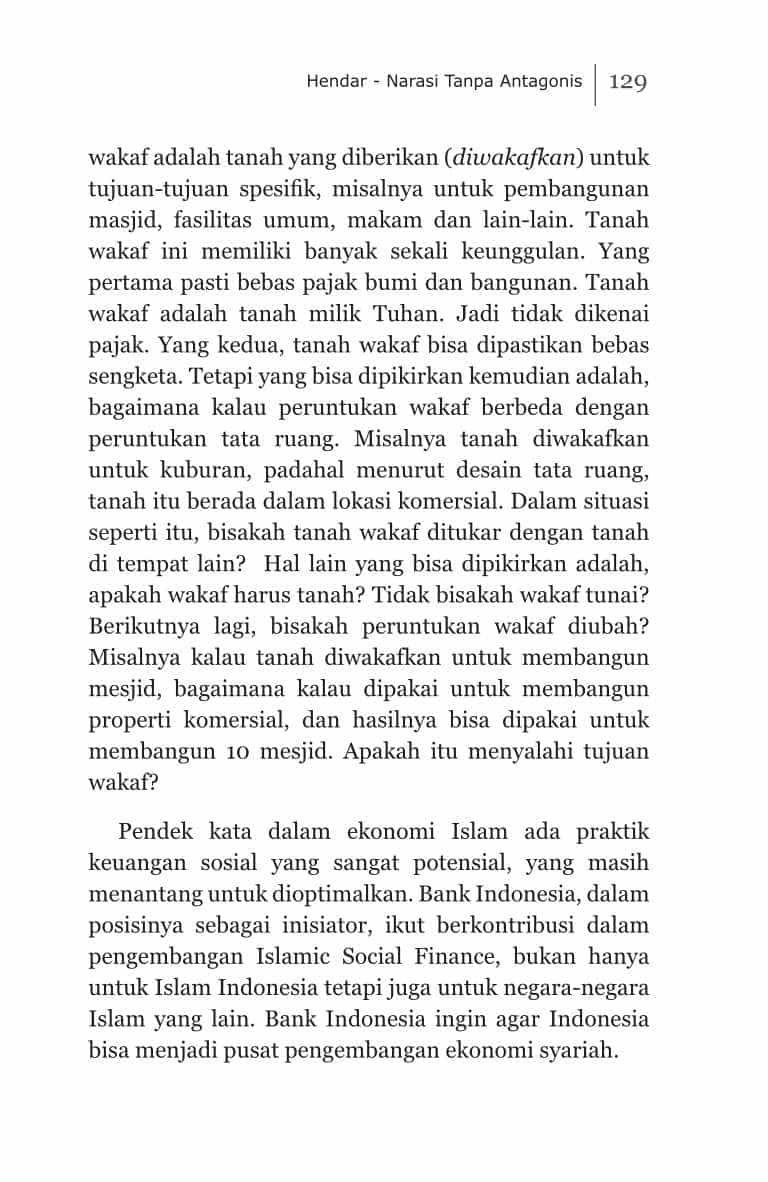 Hendar - Narasi Tanpa Antagonis 129
wakaf adalah tanah yang diberikan (diwakafkan) untuk
tujuan-tujuan spesifik, misalnya untuk pembangunan
masjid, fasilitas umum, makam dan lain-lain. Tanah
wakaf ini memiliki banyak sekali keunggulan. Yang
pertama pasti bebas pajak bumi dan bangunan. Tanah
wakaf adalah tanah milik Tuhan. Jadi tidak dikenai
pajak. Yang kedua, tanah wakaf bisa dipastikan bebas
sengketa. Tetapi yang bisa dipikirkan kemudian adalah,
bagaimana kalau peruntukan wakaf berbeda dengan
peruntukan tata ruang. Misalnya tanah diwakafkan
untuk kuburan, padahal menurut desain tata ruang,
tanah itu berada dalam lokasi komersial. Dalam situasi
seperti itu, bisakah tanah wakaf ditukar dengan tanah
di tempat lain?  Hal lain yang bisa dipikirkan adalah,
apakah wakaf harus tanah? Tidak bisakah wakaf tunai?
Berikutnya lagi, bisakah peruntukan wakaf diubah?
Misalnya kalau tanah diwakafkan untuk membangun
mesjid, bagaimana kalau dipakai untuk membangun
properti komersial, dan hasilnya bisa dipakai untuk
membangun 10 mesjid. Apakah itu menyalahi tujuan
wakaf?
Pendek kata dalam ekonomi Islam ada praktik
keuangan sosial yang sangat potensial, yang masih
menantang untuk dioptimalkan. Bank Indonesia, dalam
posisinya sebagai inisiator, ikut berkontribusi dalam
pengembangan Islamic Social Finance, bukan hanya
untuk Islam Indonesia tetapi juga untuk negara-negara
Islam yang lain. Bank Indonesia ingin agar Indonesia
bisa menjadi pusat pengembangan ekonomi syariah.